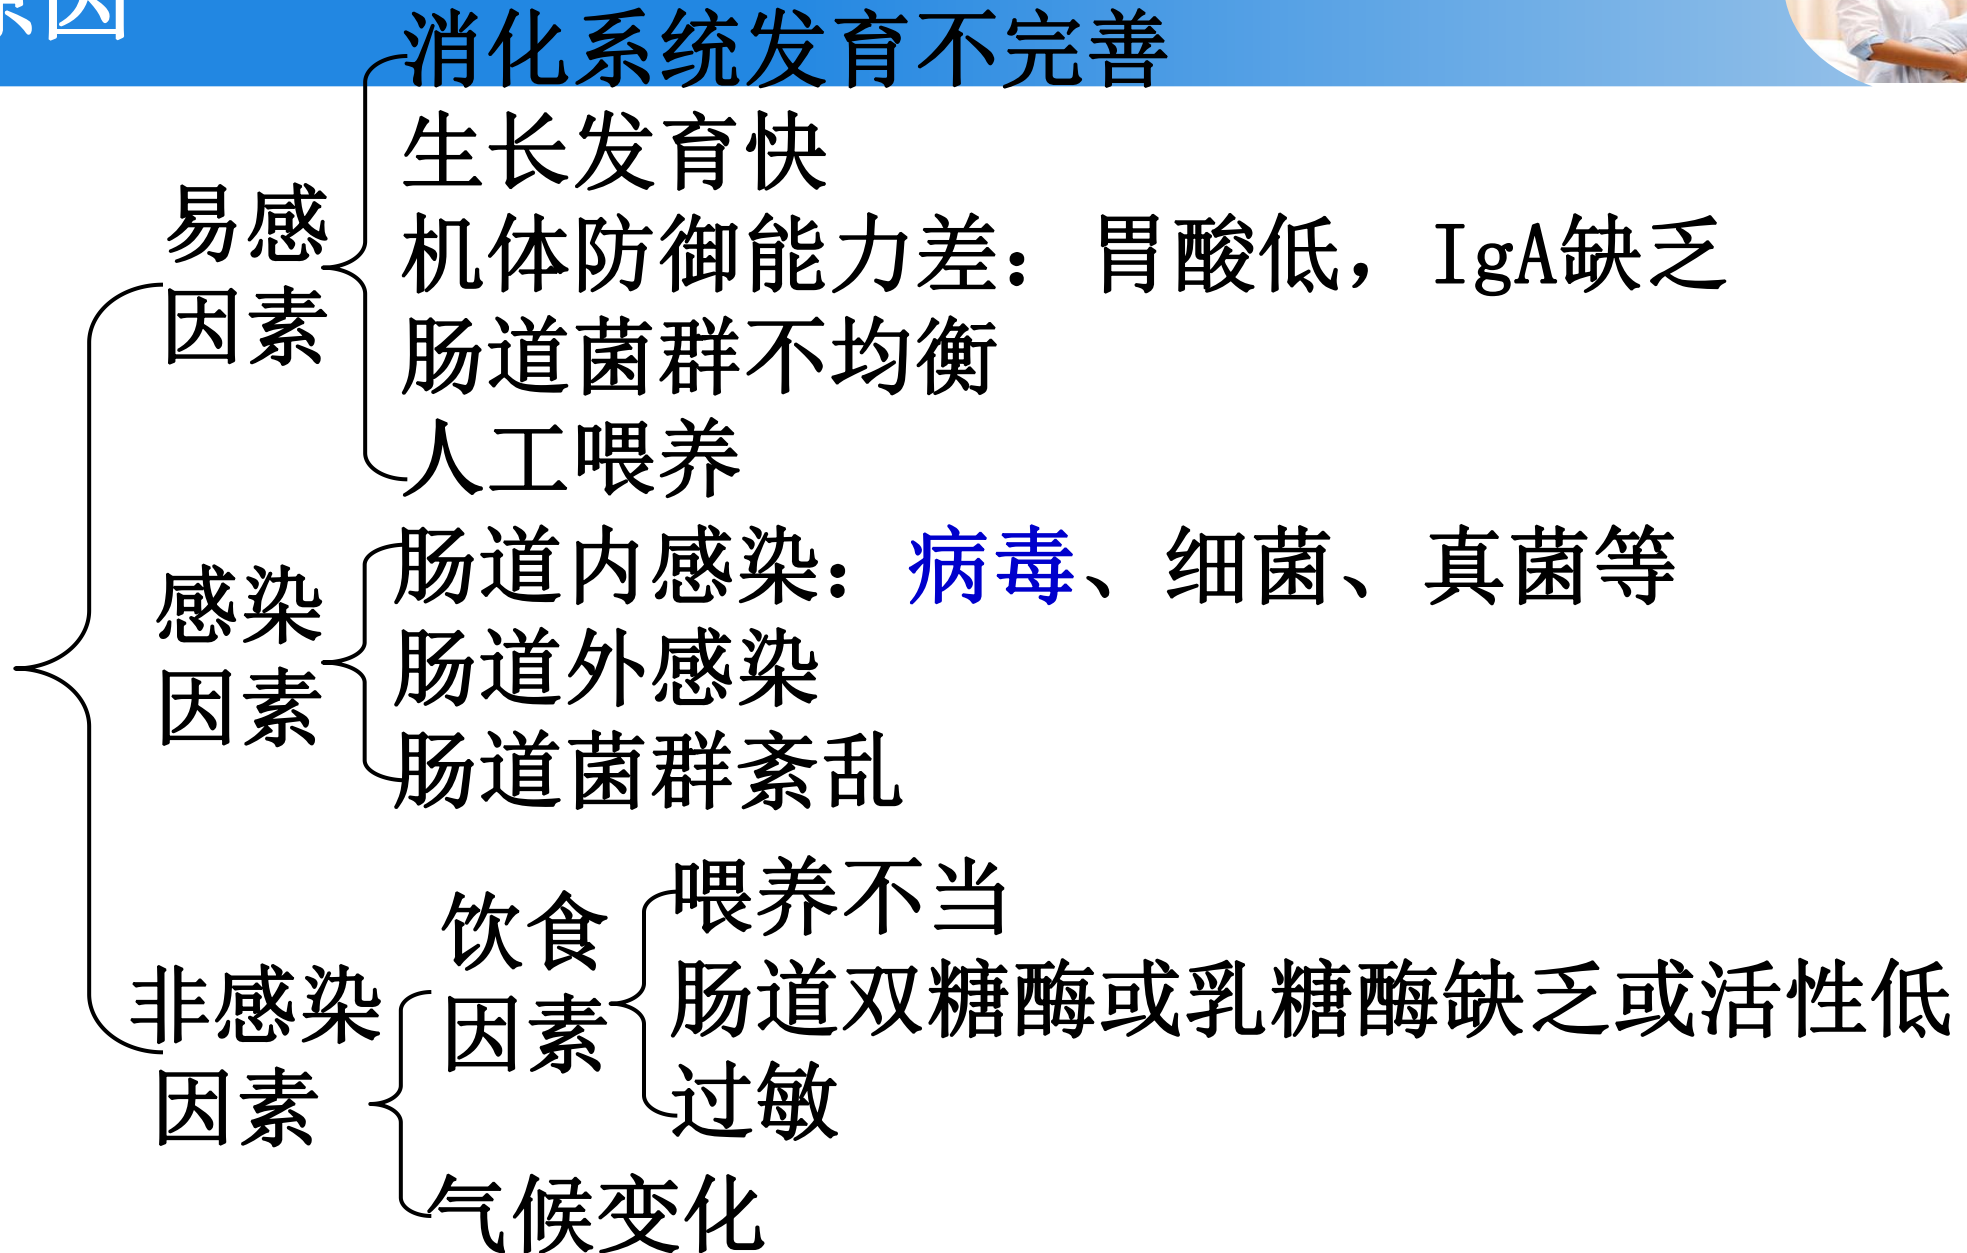 原因
消化系统发育不完善
生长发育快
机体防御能力差：胃酸低，IgA缺乏
肠道菌群不均衡
人工喂养
易感
因素
肠道内感染：病毒、细菌、真菌等
肠道外感染
肠道菌群紊乱
感染
因素
非感染
因素
饮食
因素
喂养不当
肠道双糖酶或乳糖酶缺乏或活性低
过敏
气候变化